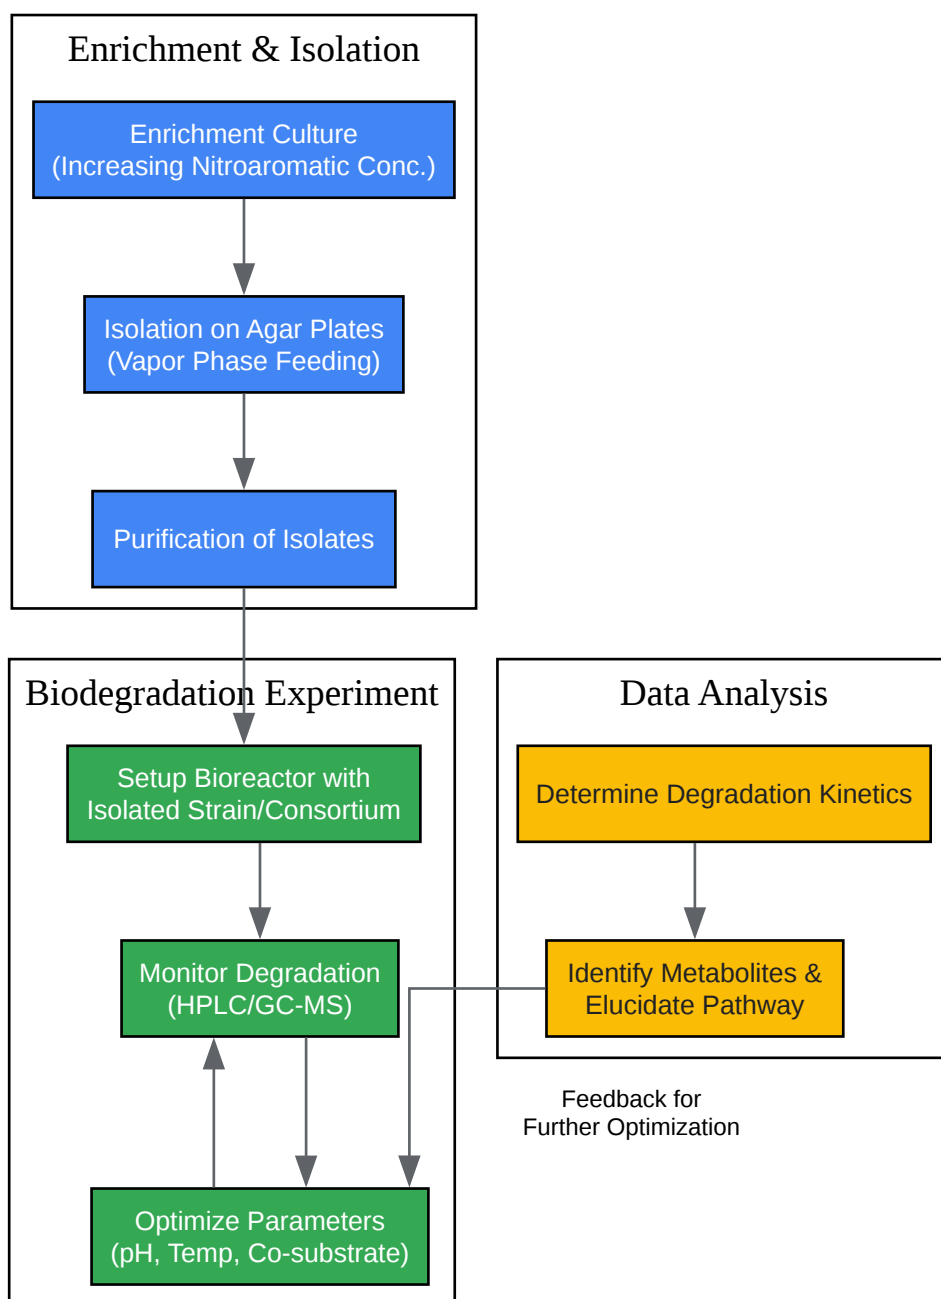 Enrichment & Isolation
Enrichment Culture
(Increasing Nitroaromatic Conc.)
Isolation on Agar Plates
(Vapor Phase Feeding)
Purification of Isolates
Biodegradation Experiment
Setup Bioreactor with
Isolated Strain/Consortium
Monitor Degradation
(HPLC/GC-MS)
Optimize Parameters
(pH, Temp, Co-substrate)
Data Analysis
Determine Degradation Kinetics
Identify Metabolites &
Elucidate Pathway
Feedback for
Further Optimization